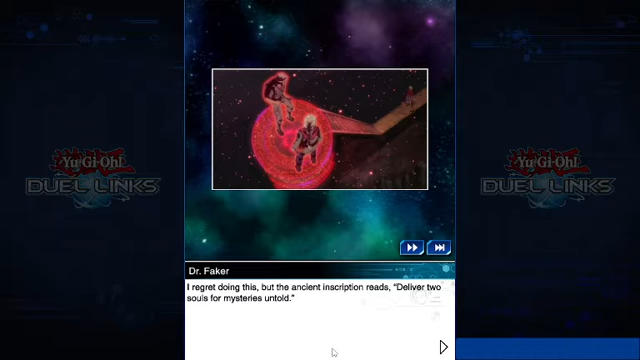 Yu-Gi-Oh!
DUEL LINKS
Yu-Gi-Oh!
DUEL LINKS
Dr. Faker
I regret doing this, but the ancient inscription reads, “Deliver two
souls for mysteries untold.”